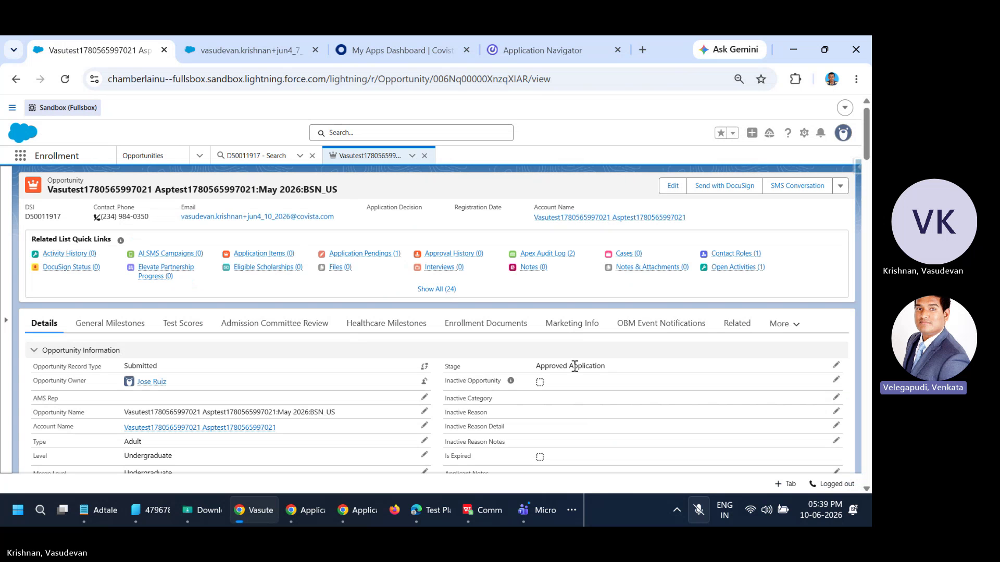 Vasutest1780565997021 Asp
vasudevan.krishnan+jun4_7_
My Apps Dashboard | Covist
Application Navigator
Ask Gemini
chamberlainu--fullsbox.sandbox.lightning.force.com/lightning/r/Opportunity/006Nq00000XnzqXIAR/view
Sandbox (Fullsbox)
Search...
Enrollment
Opportunities
D50011917 - Search
Vasutest178056599...
Opportunity
Vasutest1780565997021 Asptest1780565997021:May 2026:BSN_US
Edit
Send with DocuSign
SMS Conversation
DSI
Contact_Phone
Email
Application Decision
Registration Date
Account Name
D50011917
(234) 984-0350
vasudevan.krishnan+jun4_10_2026@covista.com
Vasutest1780565997021 Asptest1780565997021
Related List Quick Links
Activity History (0)
AI SMS Campaigns (0)
Application Items (0)
Application Pendings (1)
Approval History (0)
Apex Audit Log (2)
Cases (0)
Contact Roles (1)
DocuSign Status (0)
Elevate Partnership
Progress (0)
Eligible Scholarships (0)
Files (0)
Interviews (0)
Notes (0)
Notes & Attachments (0)
Open Activities (1)
Show All (24)
Details
General Milestones
Test Scores
Admission Committee Review
Healthcare Milestones
Enrollment Documents
Marketing Info
OBM Event Notifications
Related
More
Opportunity Information
Opportunity Record Type
Submitted
Stage
Approved Application
Opportunity Owner
Jose Ruiz
Inactive Opportunity
AMS Rep
Inactive Category
Opportunity Name
Vasutest1780565997021 Asptest1780565997021:May 2026:BSN_US
Inactive Reason
Account Name
Vasutest1780565997021 Asptest1780565997021
Inactive Reason Detail
Type
Adult
Inactive Reason Notes
Level
Undergraduate
Is Expired
Merge Level
Undergraduate
Applicant Notes
Tab
Logged out
Adtale
479678
Downl
Vasute
Applica
Applica
Test Pl
Comm
Micro
ENG
IN
05:39 PM
10-06-2026
VK
Krishnan, Vasudevan
Velegapudi, Venkata
Krishnan, Vasudevan